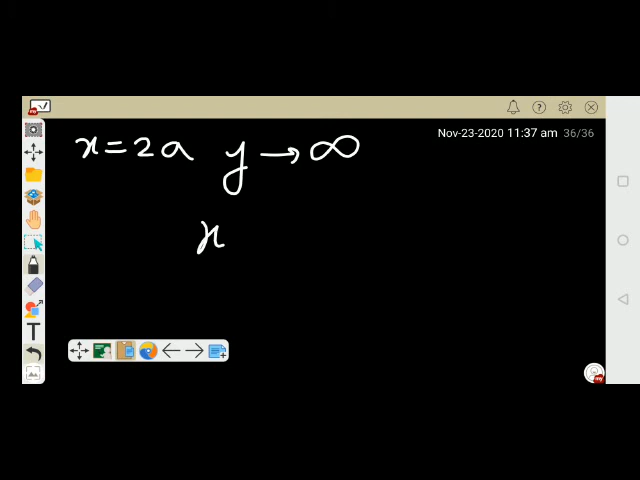 Nov-23-2020 11:37 am 36/36
x = 2a y → ∞
x
T